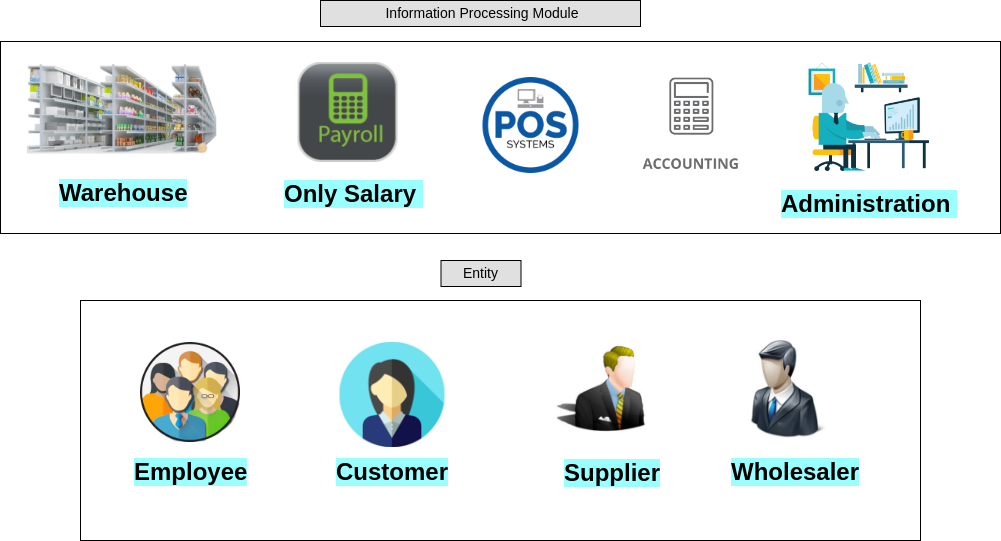 Information Processing Module
Payroll
POS
SYSTEMS
ACCOUNTING
Warehouse
Only Salary
Administration
Entity
Employee
Customer
Supplier
Wholesaler